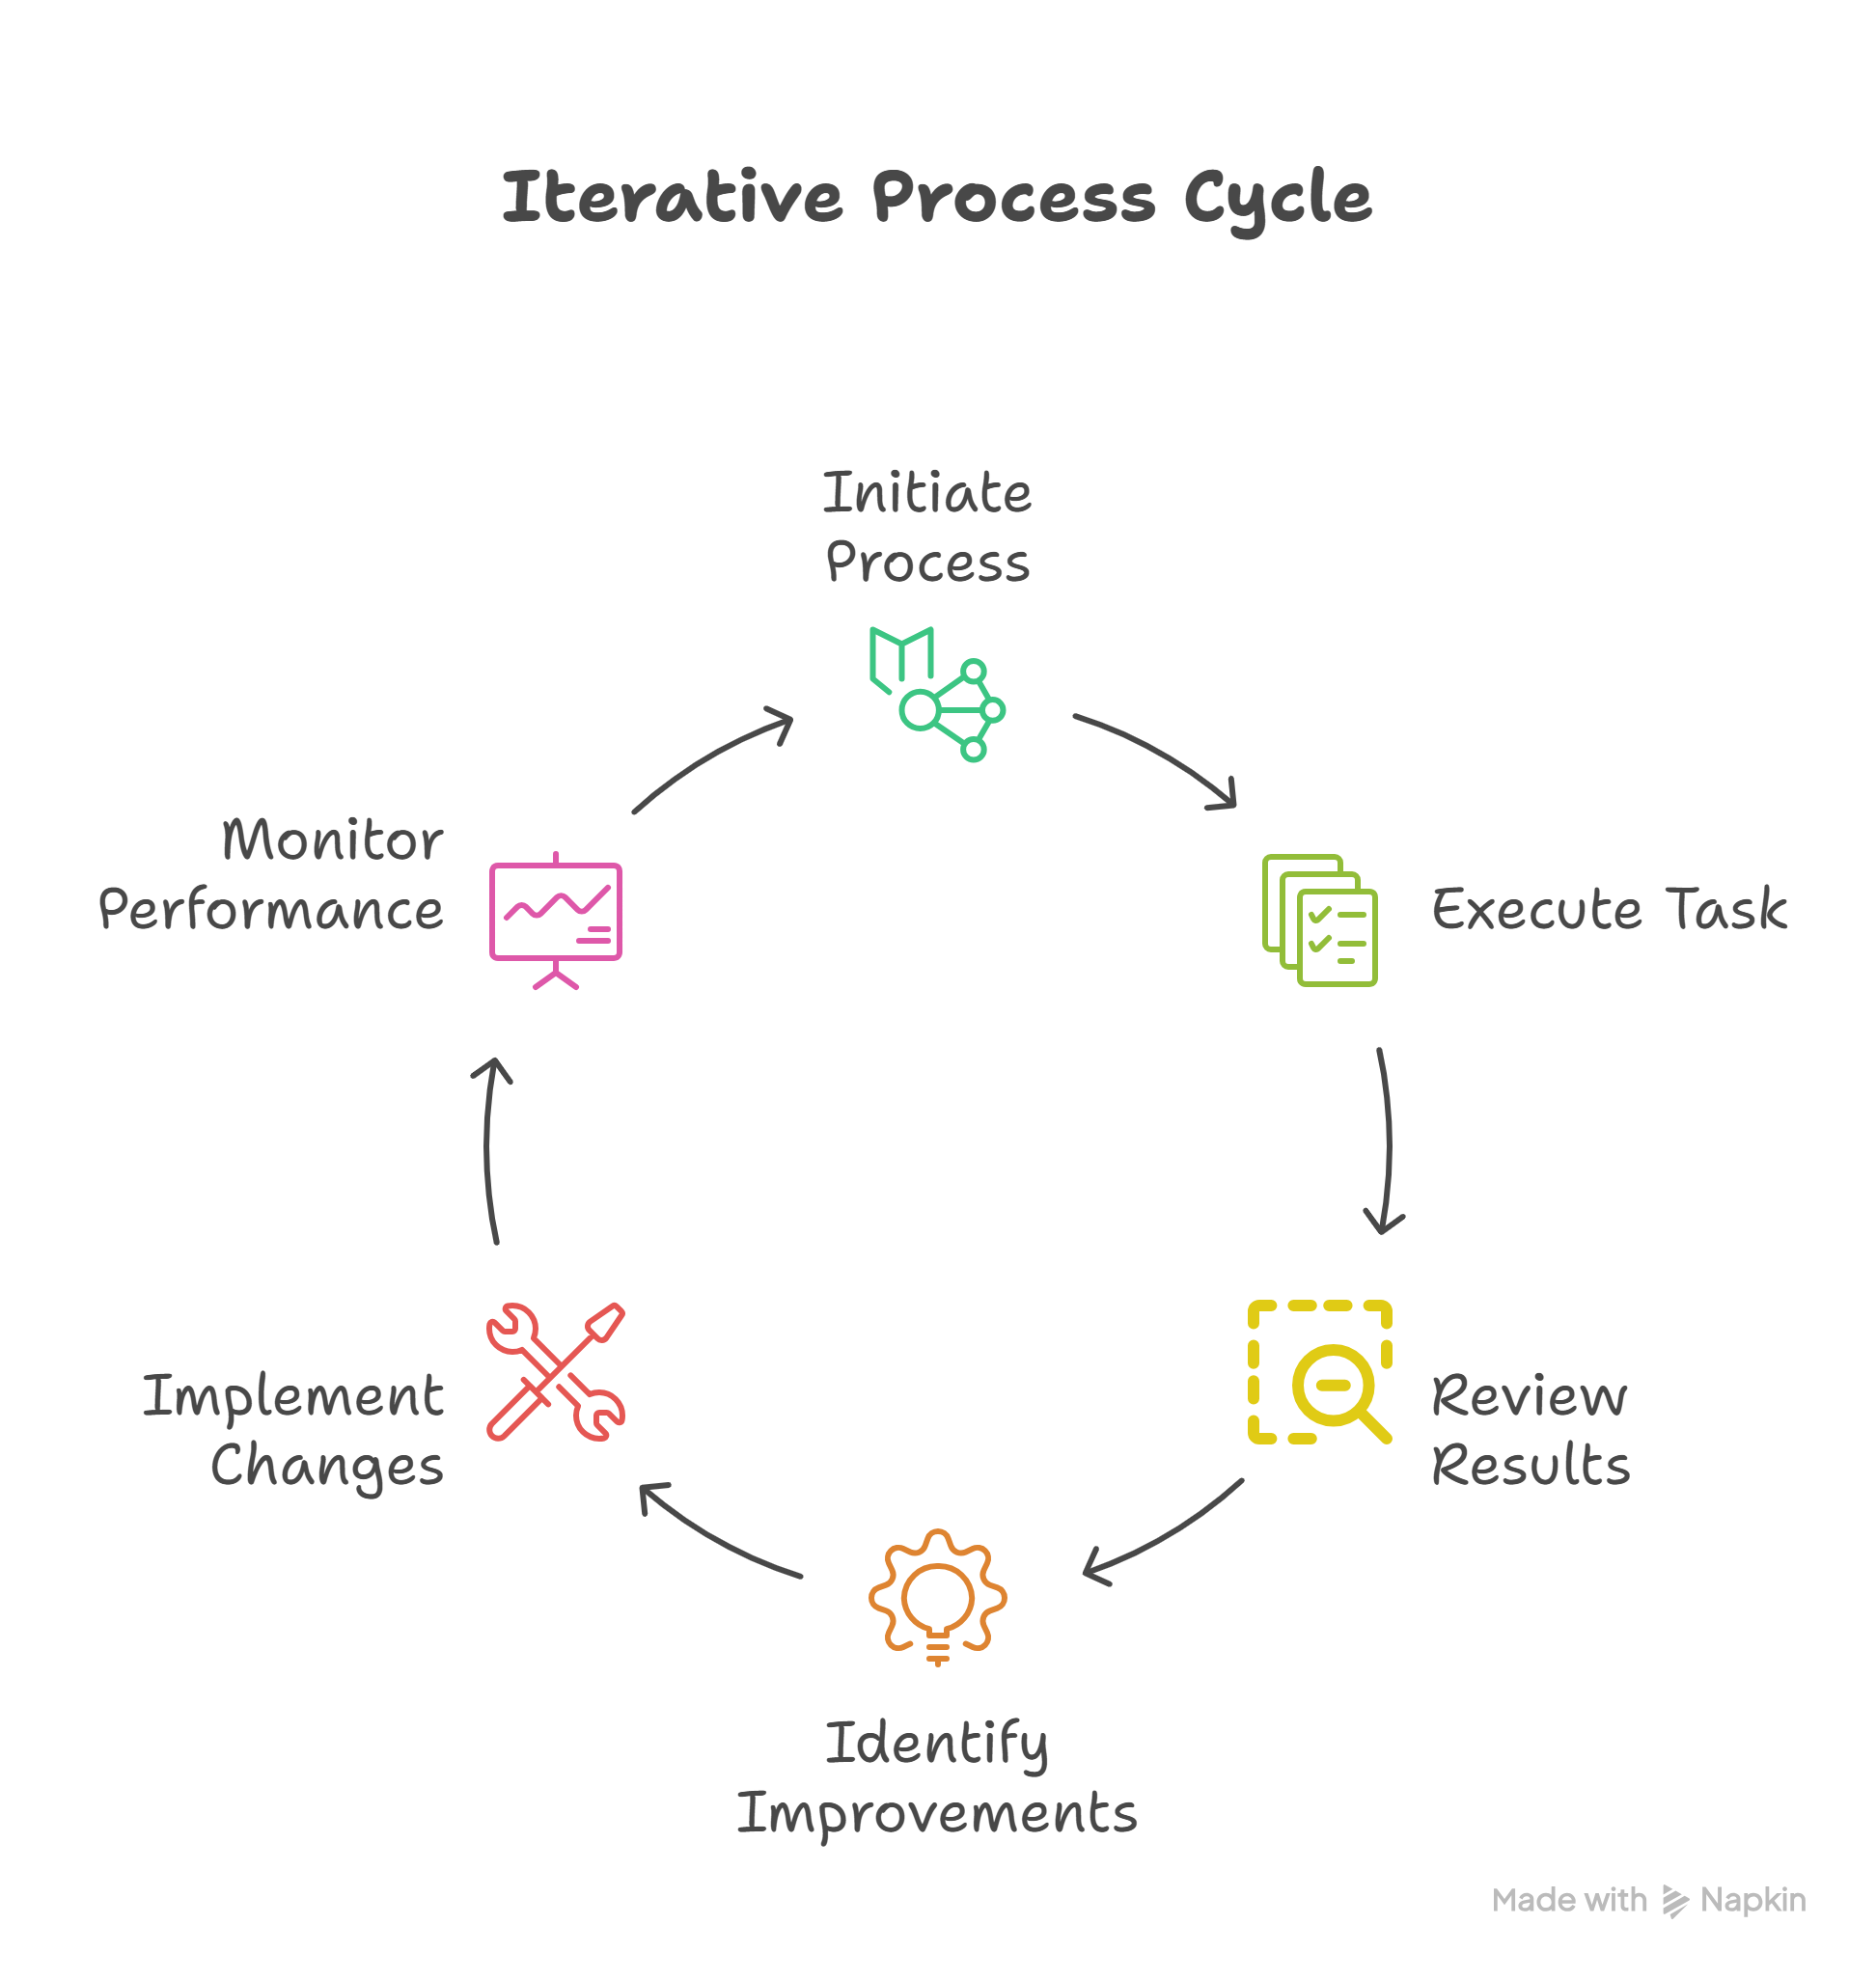 Iterative Process Cycle
Initiate
Process
Execute Task
Review
Results
Identify
Improvements
Implement
Changes
Monitor
Performance
Made with Napkin